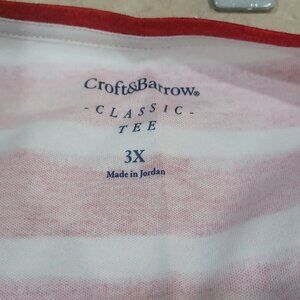 Croft&Barrow®
- CLASSIC -
TEE
3X
Made in Jordan